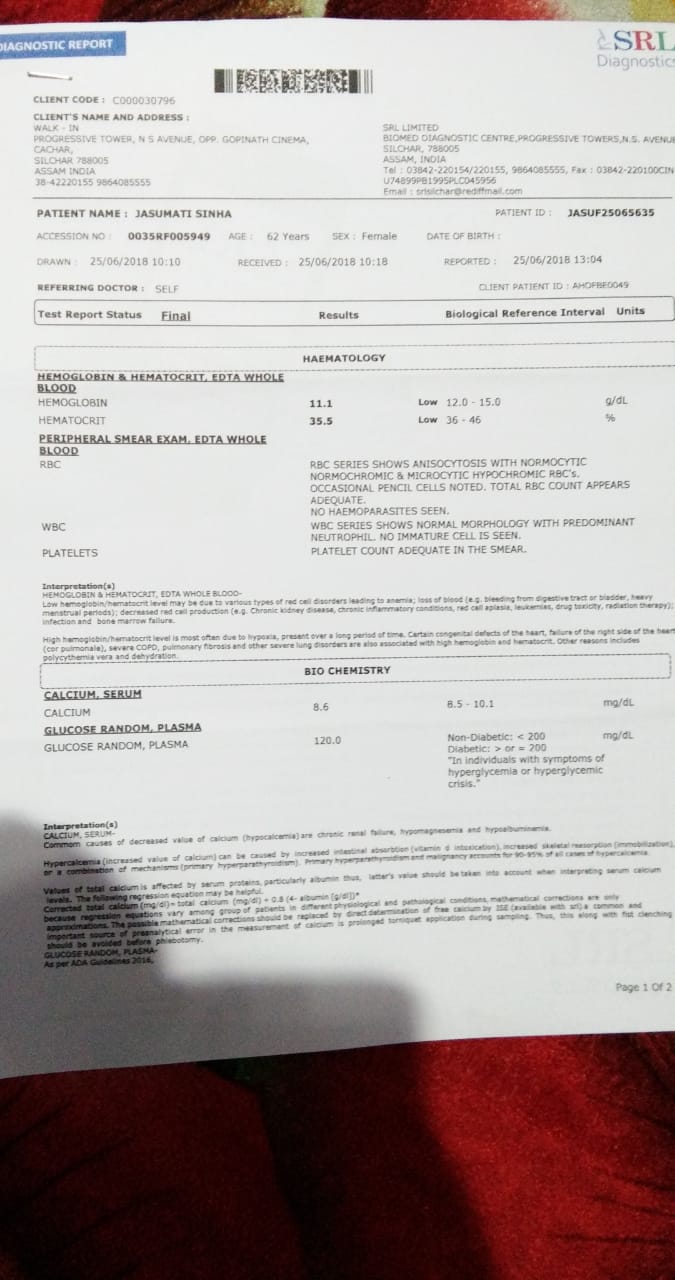 DIAGNOSTIC REPORT
SRL
Diagnostics
CLIENT CODE : C000030796
CLIENT'S NAME AND ADDRESS :
WALK - IN
PROGRESSIVE TOWER, N S AVENUE, OPP. GOPINATH CINEMA,
CACHAR,
SILCHAR 788005
ASSAM INDIA
38-42220155 9864085555
SRL LIMITED
BIOMED DIAGNOSTIC CENTRE,PROGRESSIVE TOWERS,N.S. AVENUE
SILCHAR, 788005
ASSAM, INDIA
Tel : 03842-220154/220155, 9864085555, Fax : 03842-220100CIN
U74899PB1995PLC045956
Email : srlsilchar@rediffmail.com
PATIENT NAME : JASUMATI SINHA PATIENT ID : JASUF25065635
ACCESSION NO : 0035RF005949 AGE : 62 Years SEX : Female DATE OF BIRTH :
DRAWN : 25/06/2018 10:10 RECEIVED : 25/06/2018 10:18 REPORTED : 25/06/2018 13:04
REFERRING DOCTOR : SELF CLIENT PATIENT ID : AHOFBE0049
Test Report Status Final Results Biological Reference Interval Units
HAEMATOLOGY
HEMOGLOBIN & HEMATOCRIT, EDTA WHOLE
BLOOD
HEMOGLOBIN 11.1 Low 12.0 - 15.0 g/dL
HEMATOCRIT 35.5 Low 36 - 46 %
PERIPHERAL SMEAR EXAM, EDTA WHOLE
BLOOD
RBC RBC SERIES SHOWS ANISOCYTOSIS WITH NORMOCYTIC
NORMOCHROMIC & MICROCYTIC HYPOCHROMIC RBC's.
OCCASIONAL PENCIL CELLS NOTED. TOTAL RBC COUNT APPEARS
ADEQUATE.
NO HAEMOPARASITES SEEN.
WBC WBC SERIES SHOWS NORMAL MORPHOLOGY WITH PREDOMINANT
NEUTROPHIL. NO IMMATURE CELL IS SEEN.
PLATELETS PLATELET COUNT ADEQUATE IN THE SMEAR.
Interpretation(s)
HEMOGLOBIN & HEMATOCRIT, EDTA WHOLE BLOOD-
Low hemoglobin/hematocrit level may be due to various types of red cell disorders leading to anemia; loss of blood (e.g. bleeding from digestive tract or bladder, heavy
menstrual periods); decreased red cell production (e.g. Chronic kidney disease, chronic inflammatory conditions, red cell aplasia, leukemias, drug toxicity, radiation therapy);
infection and bone marrow failure.
High hemoglobin/hematocrit level is most often due to hypoxia, present over a long period of time. Certain congenital defects of the heart, failure of the right side of the heart
(cor pulmonale), severe COPD, pulmonary fibrosis and other severe lung disorders are also associated with high hemoglobin and hematocrit. Other reasons includes
polycythemia vera and dehydration.
BIO CHEMISTRY
CALCIUM, SERUM
CALCIUM 8.6 8.5 - 10.1 mg/dL
GLUCOSE RANDOM, PLASMA
GLUCOSE RANDOM, PLASMA 120.0 Non-Diabetic: < 200 mg/dL
Diabetic: > or = 200
"In individuals with symptoms of
hyperglycemia or hyperglycemic
crisis."
Interpretation(s)
CALCIUM, SERUM-
Common causes of decreased value of calcium (hypocalcemia) are chronic renal failure, hypomagnesemia and hypoalbuminemia.
Hypercalcemia (increased value of calcium) can be caused by increased intestinal absorbtion (vitamin d intoxication), increased skeletal reasorption (immobilization),
or a combination of mechanisms (primary hyperparathyroidism). Primary hyperparathyroidism and malignancy accounts for 90-95% of all cases of hypercalcemia.
Values of total calcium is affected by serum proteins, particularly albumin thus, latter's value should be taken into account when interpreting serum calcium
levels. The following regression equation may be helpful.
Corrected total calcium (mg/dl)= total calcium (mg/dl) + 0.8 (4- albumin [g/dl])*
because regression equations vary among group of patients in different physiological and pathological conditions, mathematical corrections are only
approximations. The possible mathematical corrections should be replaced by direct determination of free calcium by ISE (available with srl) a common and
important source of preanalytical error in the measurement of calcium is prolonged torniquet application during sampling. Thus, this along with fist clenching
should be avoided before phlebotomy.
GLUCOSE RANDOM, PLASMA-
As per ADA Guidelines 2016,
Page 1 Of 2